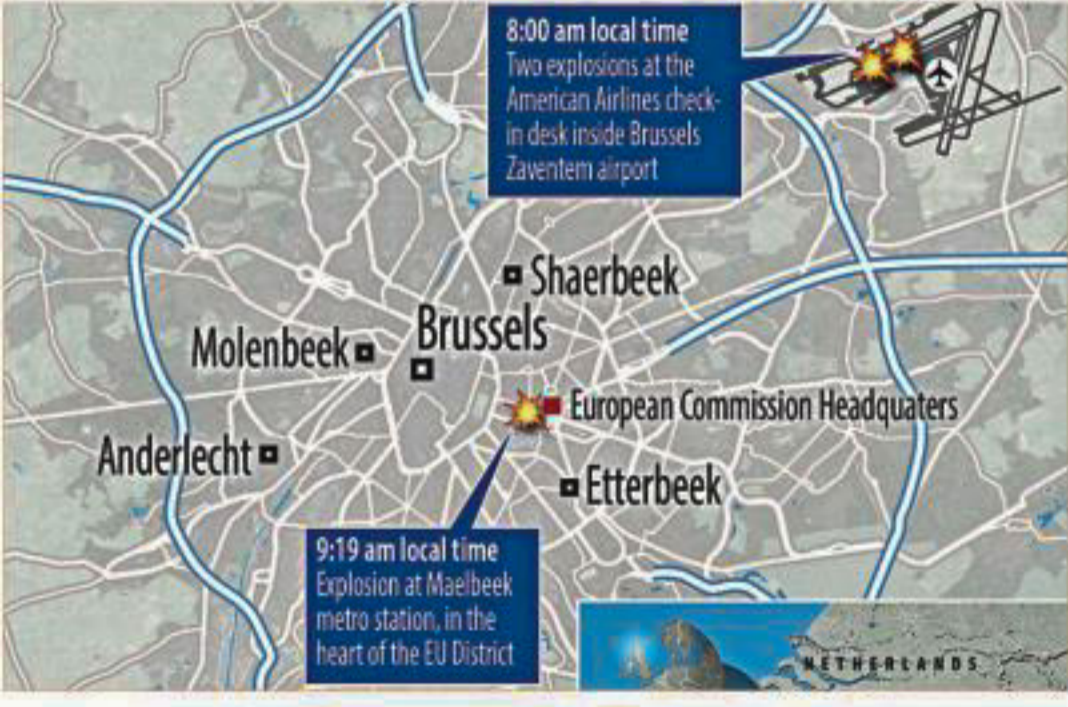 8:00 am local time
Two explosions at the
American Airlines check-
in desk inside Brussels
Zaventem airport
Shaerbeek
Brussels
Molenbeek
European Commission Headquaters
Anderlecht
Etterbeek
9:19 am local time
Explosion at Maelbeek
metro station, in the
heart of the EU District
NETHERLANDS